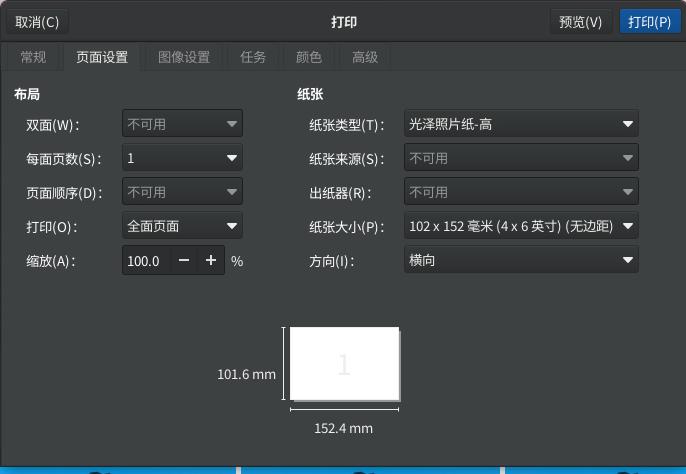 取消(C)
打印
预览(V)
打印(P)
常规
页面设置
图像设置
任务
颜色
高级
布局
双面(W)：
不可用
每面页数(S)：
1
页面顺序(D)：
不可用
打印(O)：
全面页面
缩放(A)：
100.0
－
+
%
纸张
纸张类型(T)：
光泽照片纸-高
纸张来源(S)：
不可用
出纸器(R)：
不可用
纸张大小(P)：
102 x 152 毫米 (4 x 6 英寸) (无边距)
方向(I)：
横向
1
101.6 mm
152.4 mm